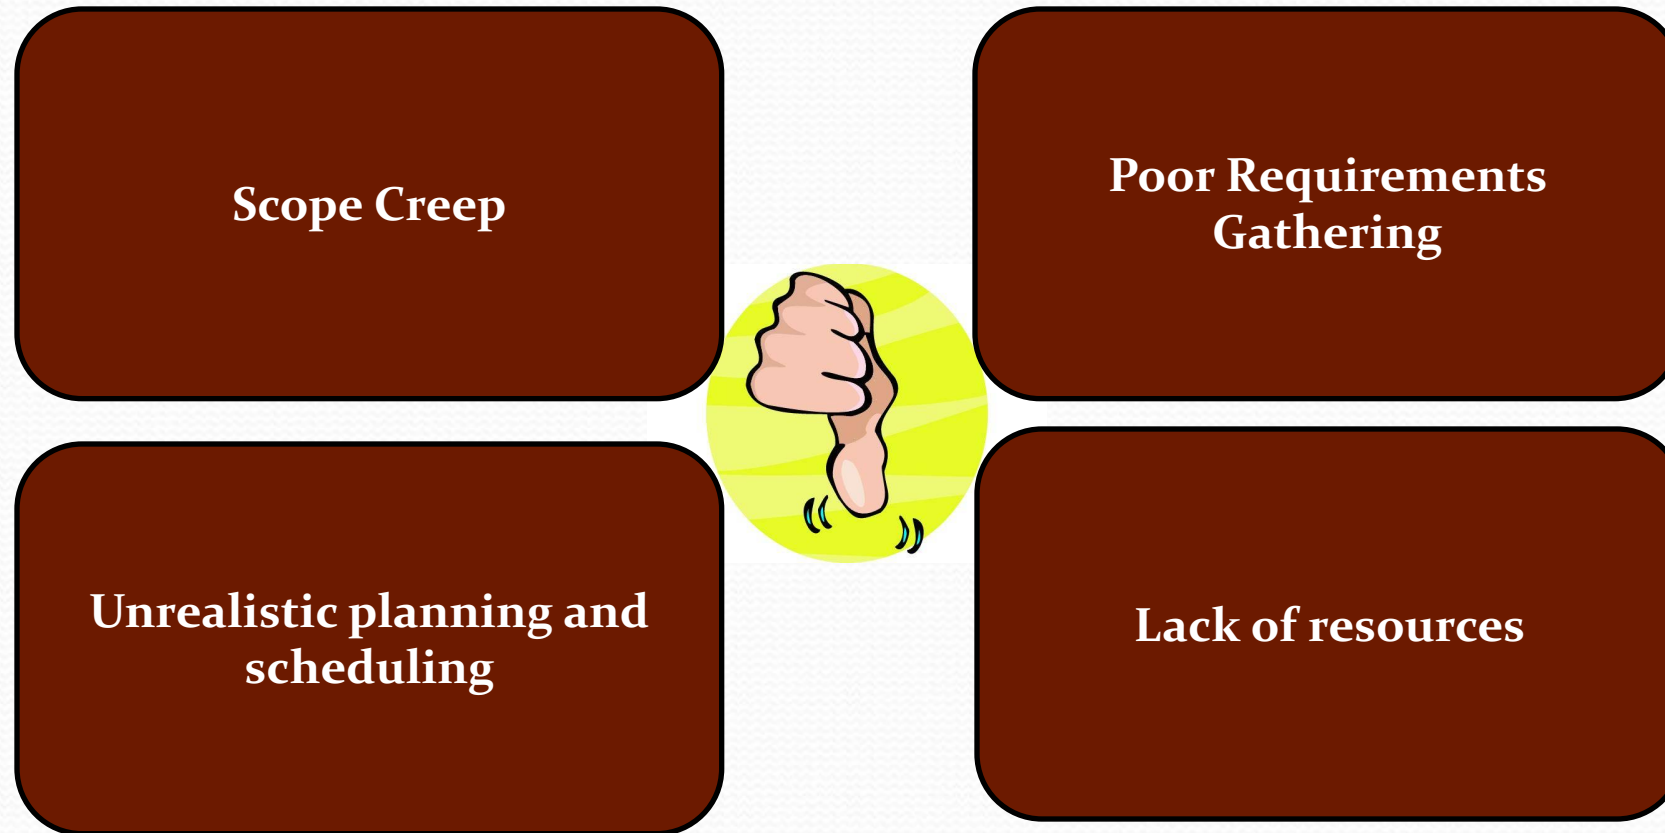 Scope Creep
Poor Requirements
Gathering
Unrealistic planning and
scheduling
Lack of resources